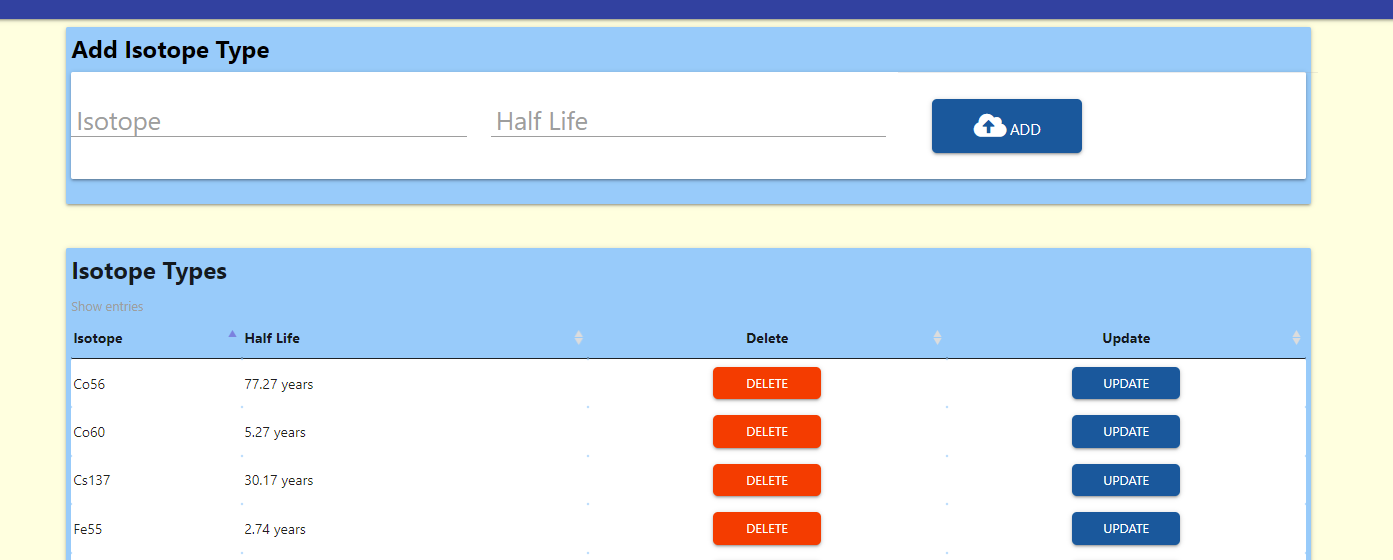 Add Isotope Type
Isotope Half Life ADD
Isotope Types
Show entries
Isotope Half Life Delete Update
Co56 77.27 years DELETE UPDATE
Co60 5.27 years DELETE UPDATE
Cs137 30.17 years DELETE UPDATE
Fe55 2.74 years DELETE UPDATE